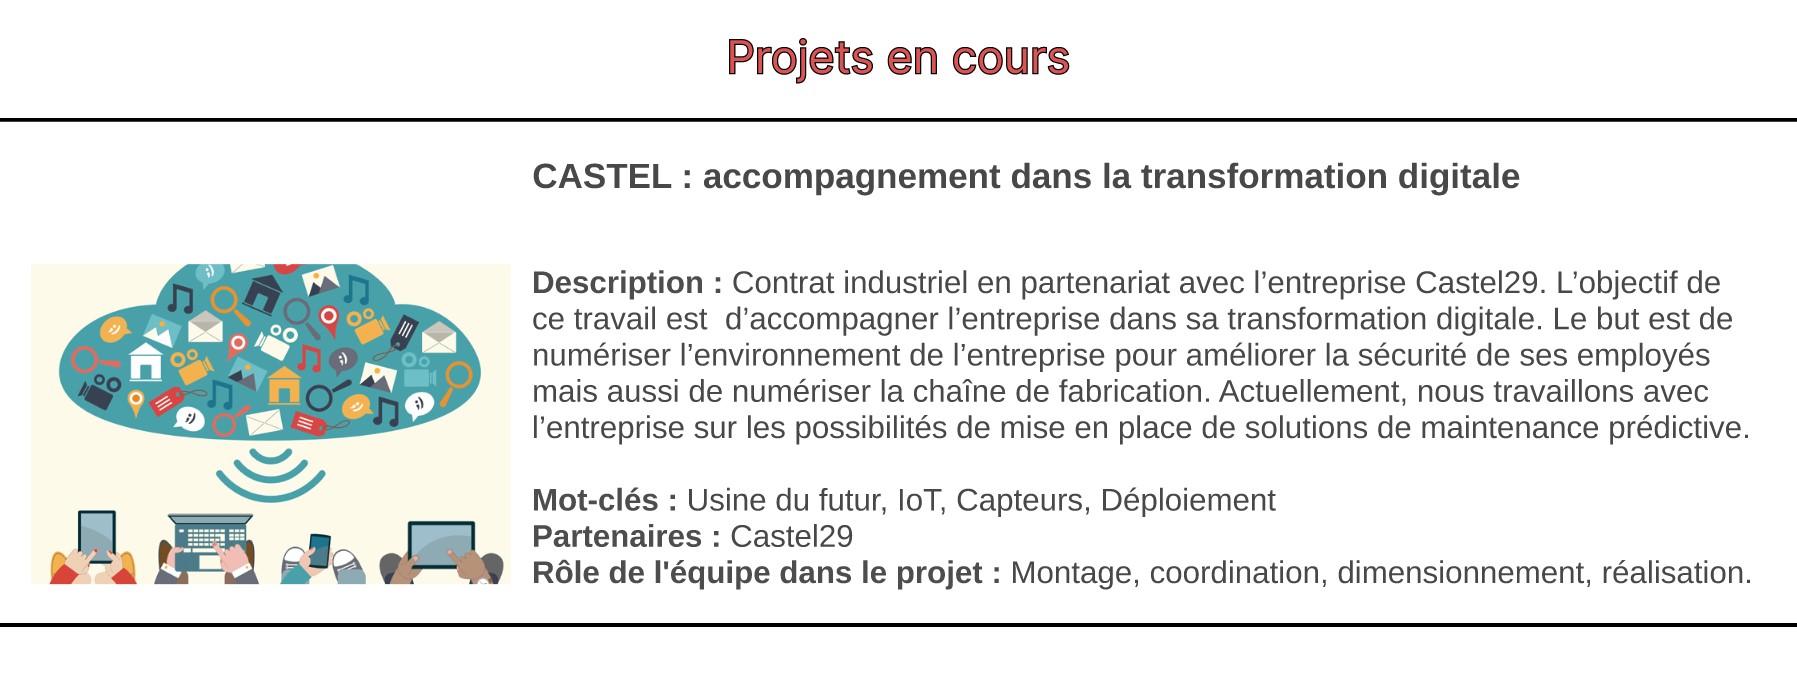 Projets en cours
CASTEL : accompagnement dans la transformation digitale
Description : Contrat industriel en partenariat avec l’entreprise Castel29. L’objectif de
ce travail est  d’accompagner l’entreprise dans sa transformation digitale. Le but est de
numériser l’environnement de l’entreprise pour améliorer la sécurité de ses employés
mais aussi de numériser la chaîne de fabrication. Actuellement, nous travaillons avec
l’entreprise sur les possibilités de mise en place de solutions de maintenance prédictive.
Mot-clés : Usine du futur, IoT, Capteurs, Déploiement
Partenaires : Castel29
Rôle de l'équipe dans le projet : Montage, coordination, dimensionnement, réalisation.